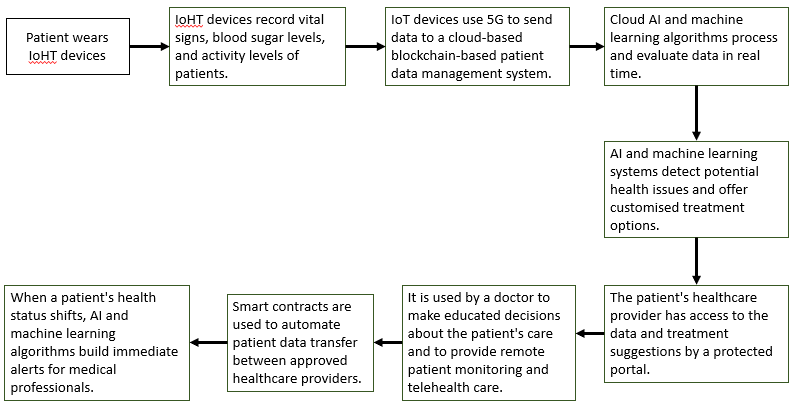 Patient wears
IoHT devices
IoHT devices record vital
signs, blood sugar levels,
and activity levels of
patients.
IoT devices use 5G to send
data to a cloud-based
blockchain-based patient
data management system.
Cloud AI and machine
learning algorithms process
and evaluate data in real
time.
AI and machine learning
systems detect potential
health issues and offer
customised treatment
options.
The patient's healthcare
provider has access to the
data and treatment
suggestions by a protected
portal.
It is used by a doctor to
make educated decisions
about the patient's care
and to provide remote
patient monitoring and
telehealth care.
Smart contracts are
used to automate
patient data transfer
between approved
healthcare providers.
When a patient's health
status shifts, AI and
machine learning
algorithms build immediate
alerts for medical
professionals.